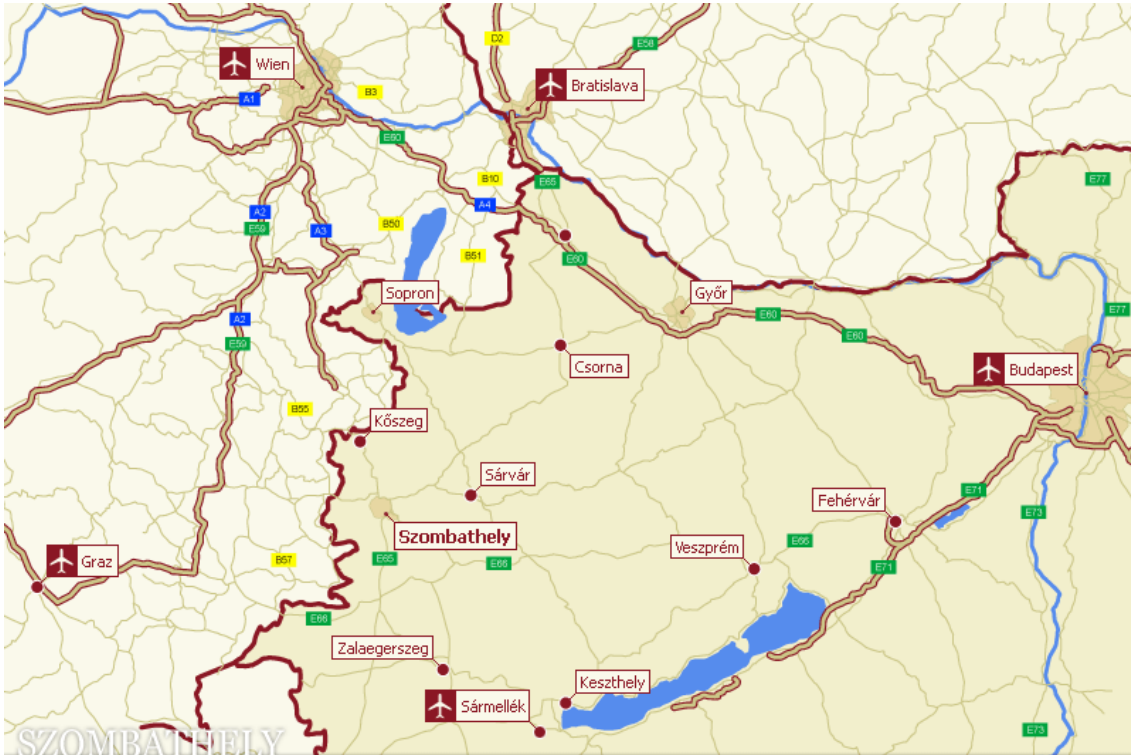 D2
E58
Wien
Bratislava
A1
B3
E60
E77
B10
E65
A4
A2
E59
A3
B50
B51
E60
Sopron
Győr
E77
A2
E59
E60
E60
Csorna
Budapest
B55
Kőszeg
Sárvár
E71
Fehérvár
E73
Szombathely
Veszprém
E66
Graz
B57
E65
E66
E71
E66
Zalaegerszeg
Keszthely
Sármellék
E73
SZOMBATHELY